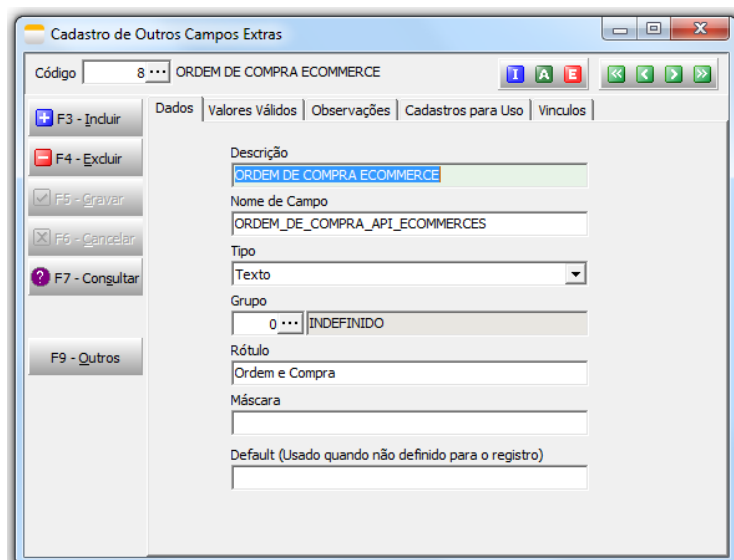 Cadastro de Outros Campos Extras
Código 8 ... ORDEM DE COMPRA ECOMMERCE I A E
F3 - Incluir
F4 - Excluir
F5 - Gravar
F6 - Cancelar
F7 - Consultar
F9 - Outros
Dados Valores Válidos Observações Cadastros para Uso Vinculos
Descrição
ORDEM DE COMPRA ECOMMERCE
Nome de Campo
ORDEM_DE_COMPRA_API_ECOMMERCES
Tipo
Texto
Grupo
0 ... INDEFINIDO
Rótulo
Ordem e Compra
Máscara
Default (Usado quando não definido para o registro)